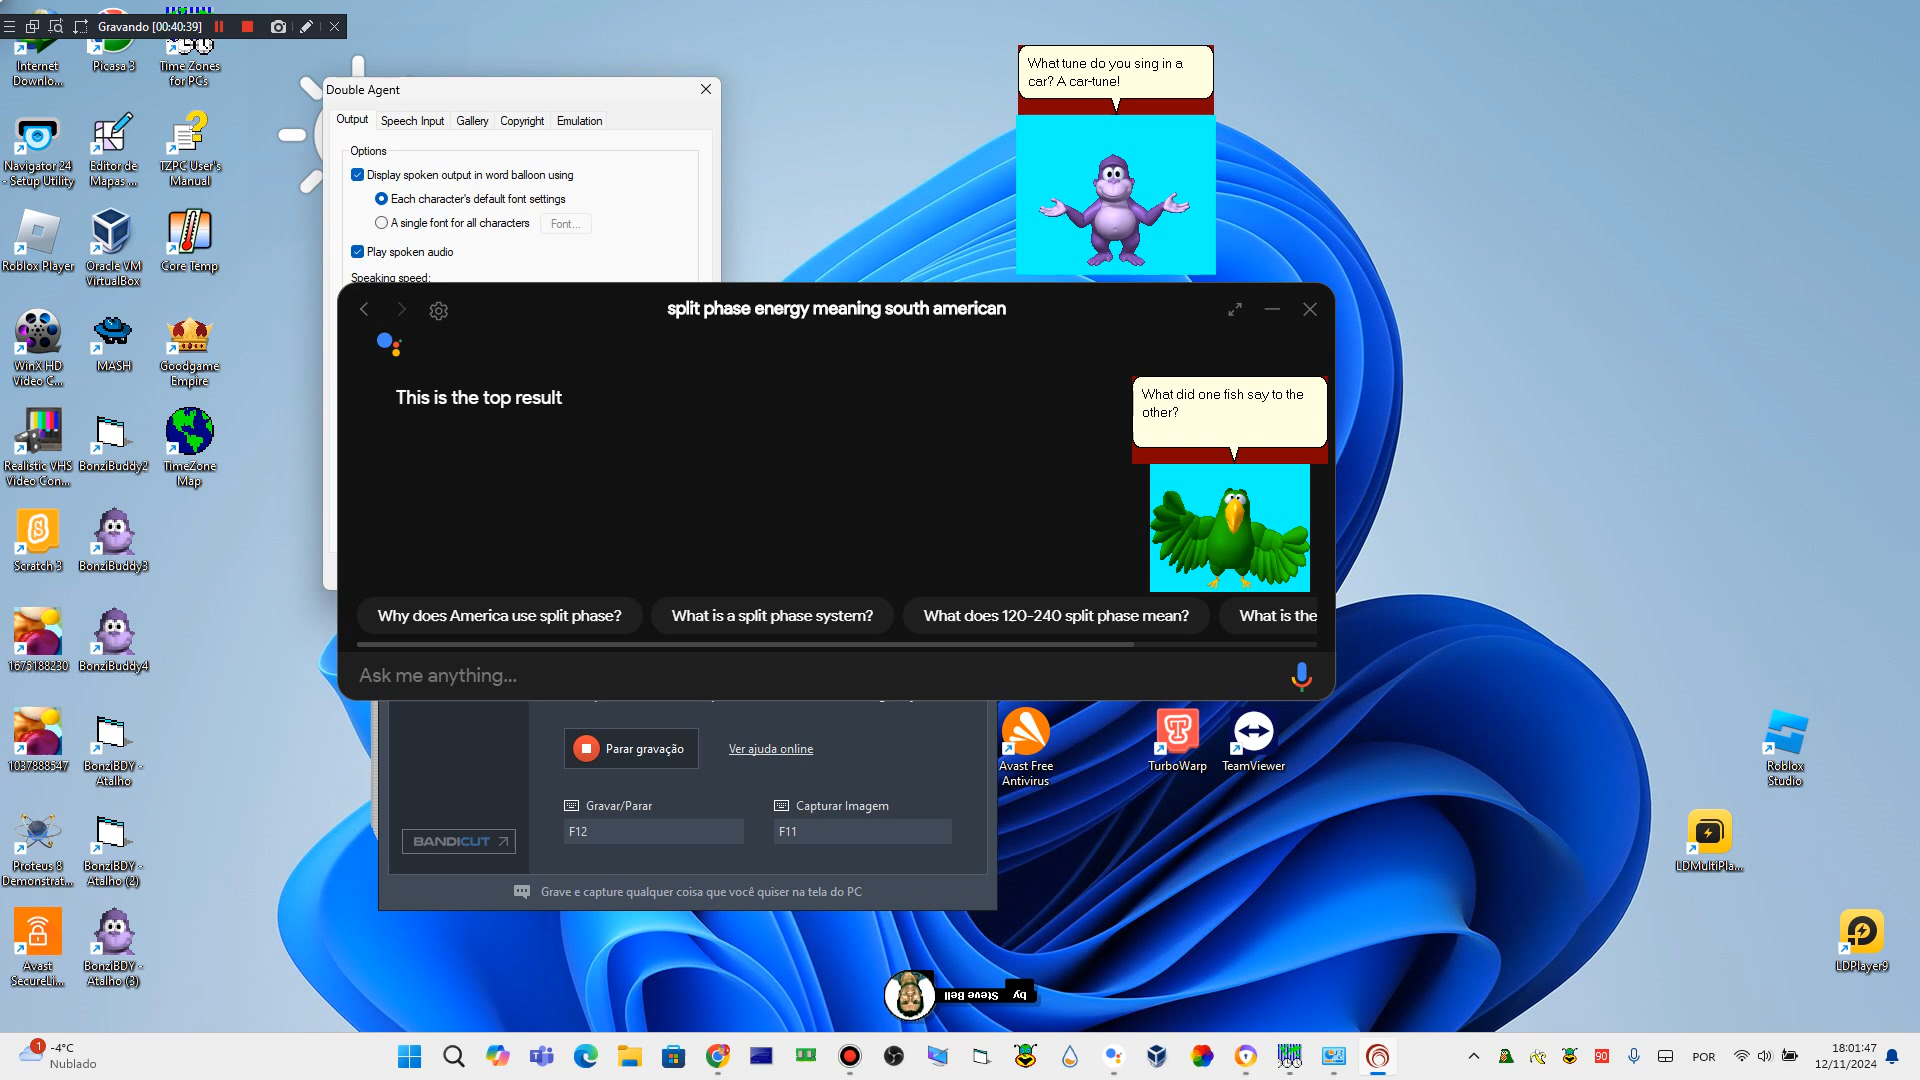 Gravando [00:40:39]
Internet
Downlo...
Picasa 3
Time Zones
for PCs
Navigator 24
- Setup Utility
Editor de
Mapas ...
TZPC User's
Manual
Roblox Player
Oracle VM
VirtualBox
Core Temp
WinX HD
Video C...
MASH
Goodgame
Empire
Realistic VHS
Video Con...
BonziBuddy2
TimeZone
Map
Scratch 3
BonziBuddy3
1675188230
BonziBuddy4
1037888547
BonziBDY -
Atalho
Proteus 8
Demonstrat...
BonziBDY -
Atalho (2)
Avast
SecureLi...
BonziBDY -
Atalho (3)
Double Agent
Output
Speech Input
Gallery
Copyright
Emulation
Options
Display spoken output in word balloon using
Each character's default font settings
A single font for all characters
Font...
Play spoken audio
Speaking speed:
What tune do you sing in a
car? A car-tune!
split phase energy meaning south american
This is the top result
What did one fish say to the
other?
Why does America use split phase?
What is a split phase system?
What does 120-240 split phase mean?
What is the
Ask me anything...
Parar gravação
Ver ajuda online
Gravar/Parar
Capturar Imagem
F12
F11
BANDICUT
Grave e capture qualquer coisa que você quiser na tela do PC
Avast Free
Antivirus
TurboWarp
TeamViewer
Roblox
Studio
LDMultiPla...
LDPlayer9
by Steve Bell
1
-4°C
Nublado
90
POR
18:01:47
12/11/2024